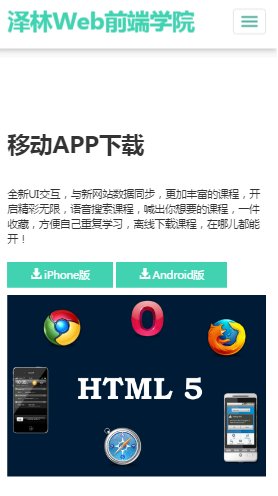 泽林Web前端学院
移动APP下载
全新UI交互，与新网站数据同步，更加丰富的课程，开
启精彩无限，语音搜索课程，喊出你想要的课程，一件
收藏，方便自己重复学习，离线下载课程，在哪儿都能
开！
iPhone版 Android版
HTML 5